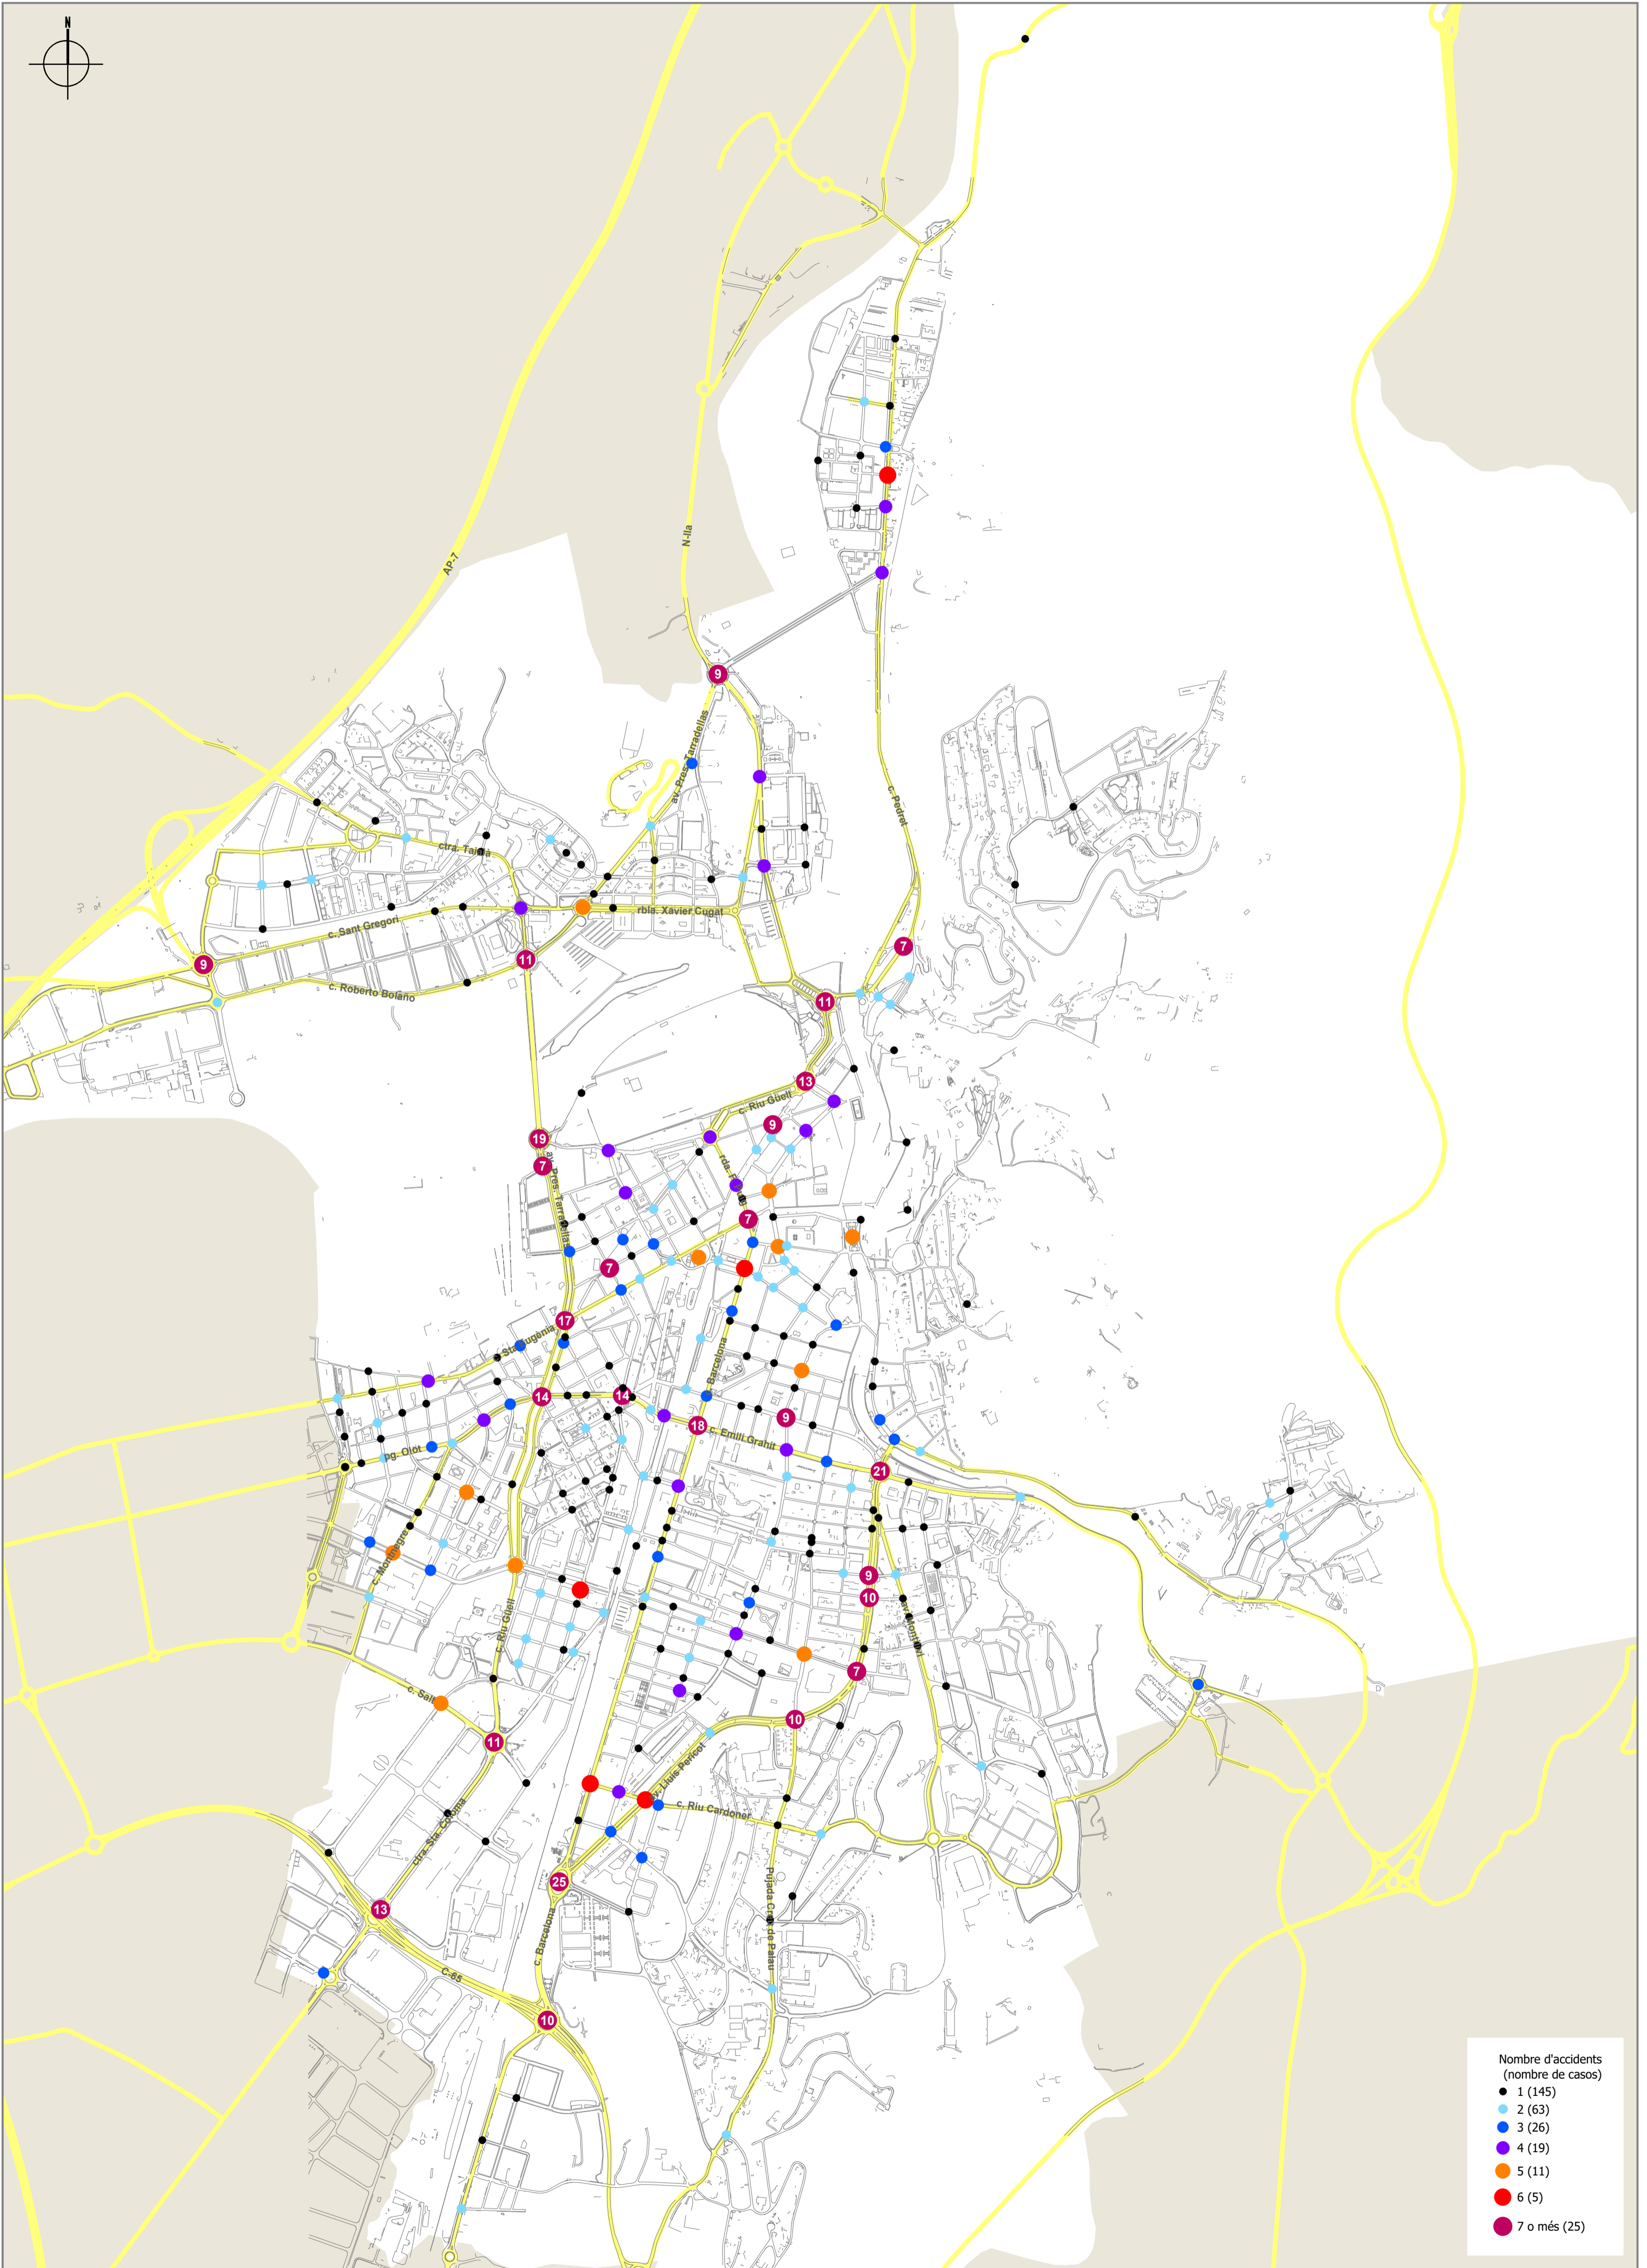 N
AP-7
N-IIa
av. Pres. Tarradellas
c. Pedret
9
ctra. Taialà
rbla. Xavier Cugat
c. Sant Gregori
7
9
11
c. Roberto Bolaño
11
13
c. Riu Güell
9
19
7
av. Pres. Tarradellas
7
7
17
Sta. Eugènia
c. Barcelona
14
14
9
18
c. Emili Grahit
pg. Olot
21
c. Montnegre
9
10
c. Riu Güell
av. Montilivi
7
c. Salt
10
11
av. Lluís Pericot
c. Riu Cardoner
ctra. Sta. Coloma
25
Pujada Creu de Palau
13
c. Barcelona
C-65
10
Nombre d'accidents
(nombre de casos)
1 (145)
2 (63)
3 (26)
4 (19)
5 (11)
6 (5)
7 o més (25)